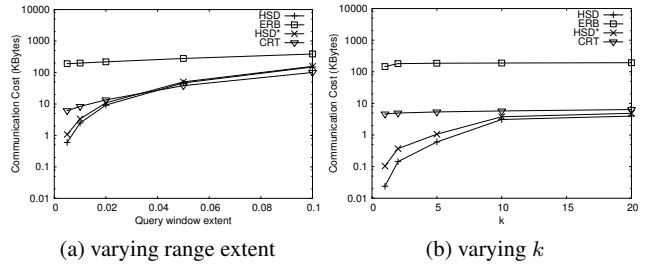 HSD
ERB
HSD*
CRT
Communication Cost (KBytes)
10000
1000
100
10
1
0.1
0.01
0
0.02
0.04
0.06
0.08
0.1
Query window extent
(a) varying range extent
HSD
ERB
HSD*
CRT
Communication Cost (KBytes)
10000
1000
100
10
1
0.1
0.01
0
5
10
15
20
k
(b) varying k